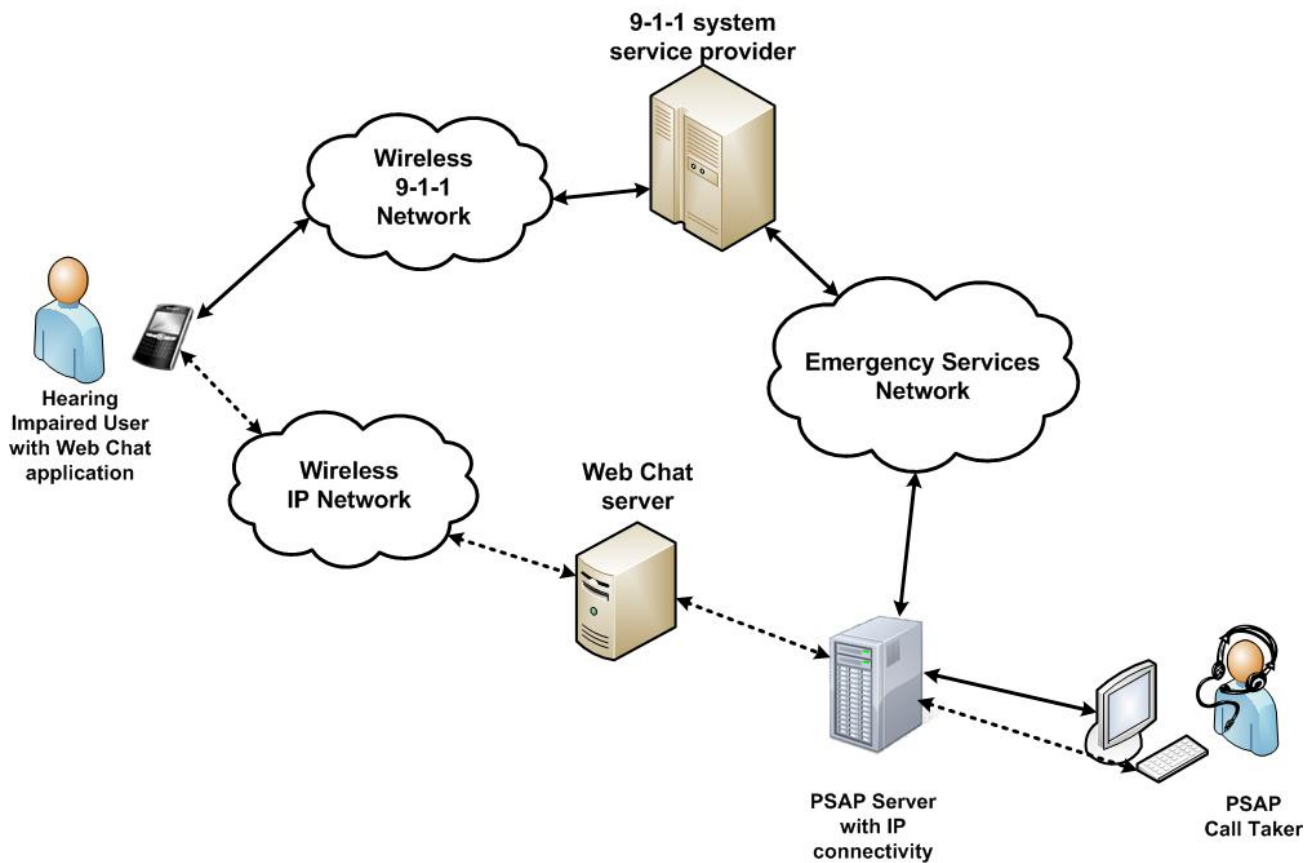 9-1-1 system
service provider
Wireless
9-1-1
Network
Emergency Services
Network
Hearing
Impaired User
with Web Chat
application
Wireless
IP Network
Web Chat
server
PSAP Server
with IP
connectivity
PSAP
Call Taker